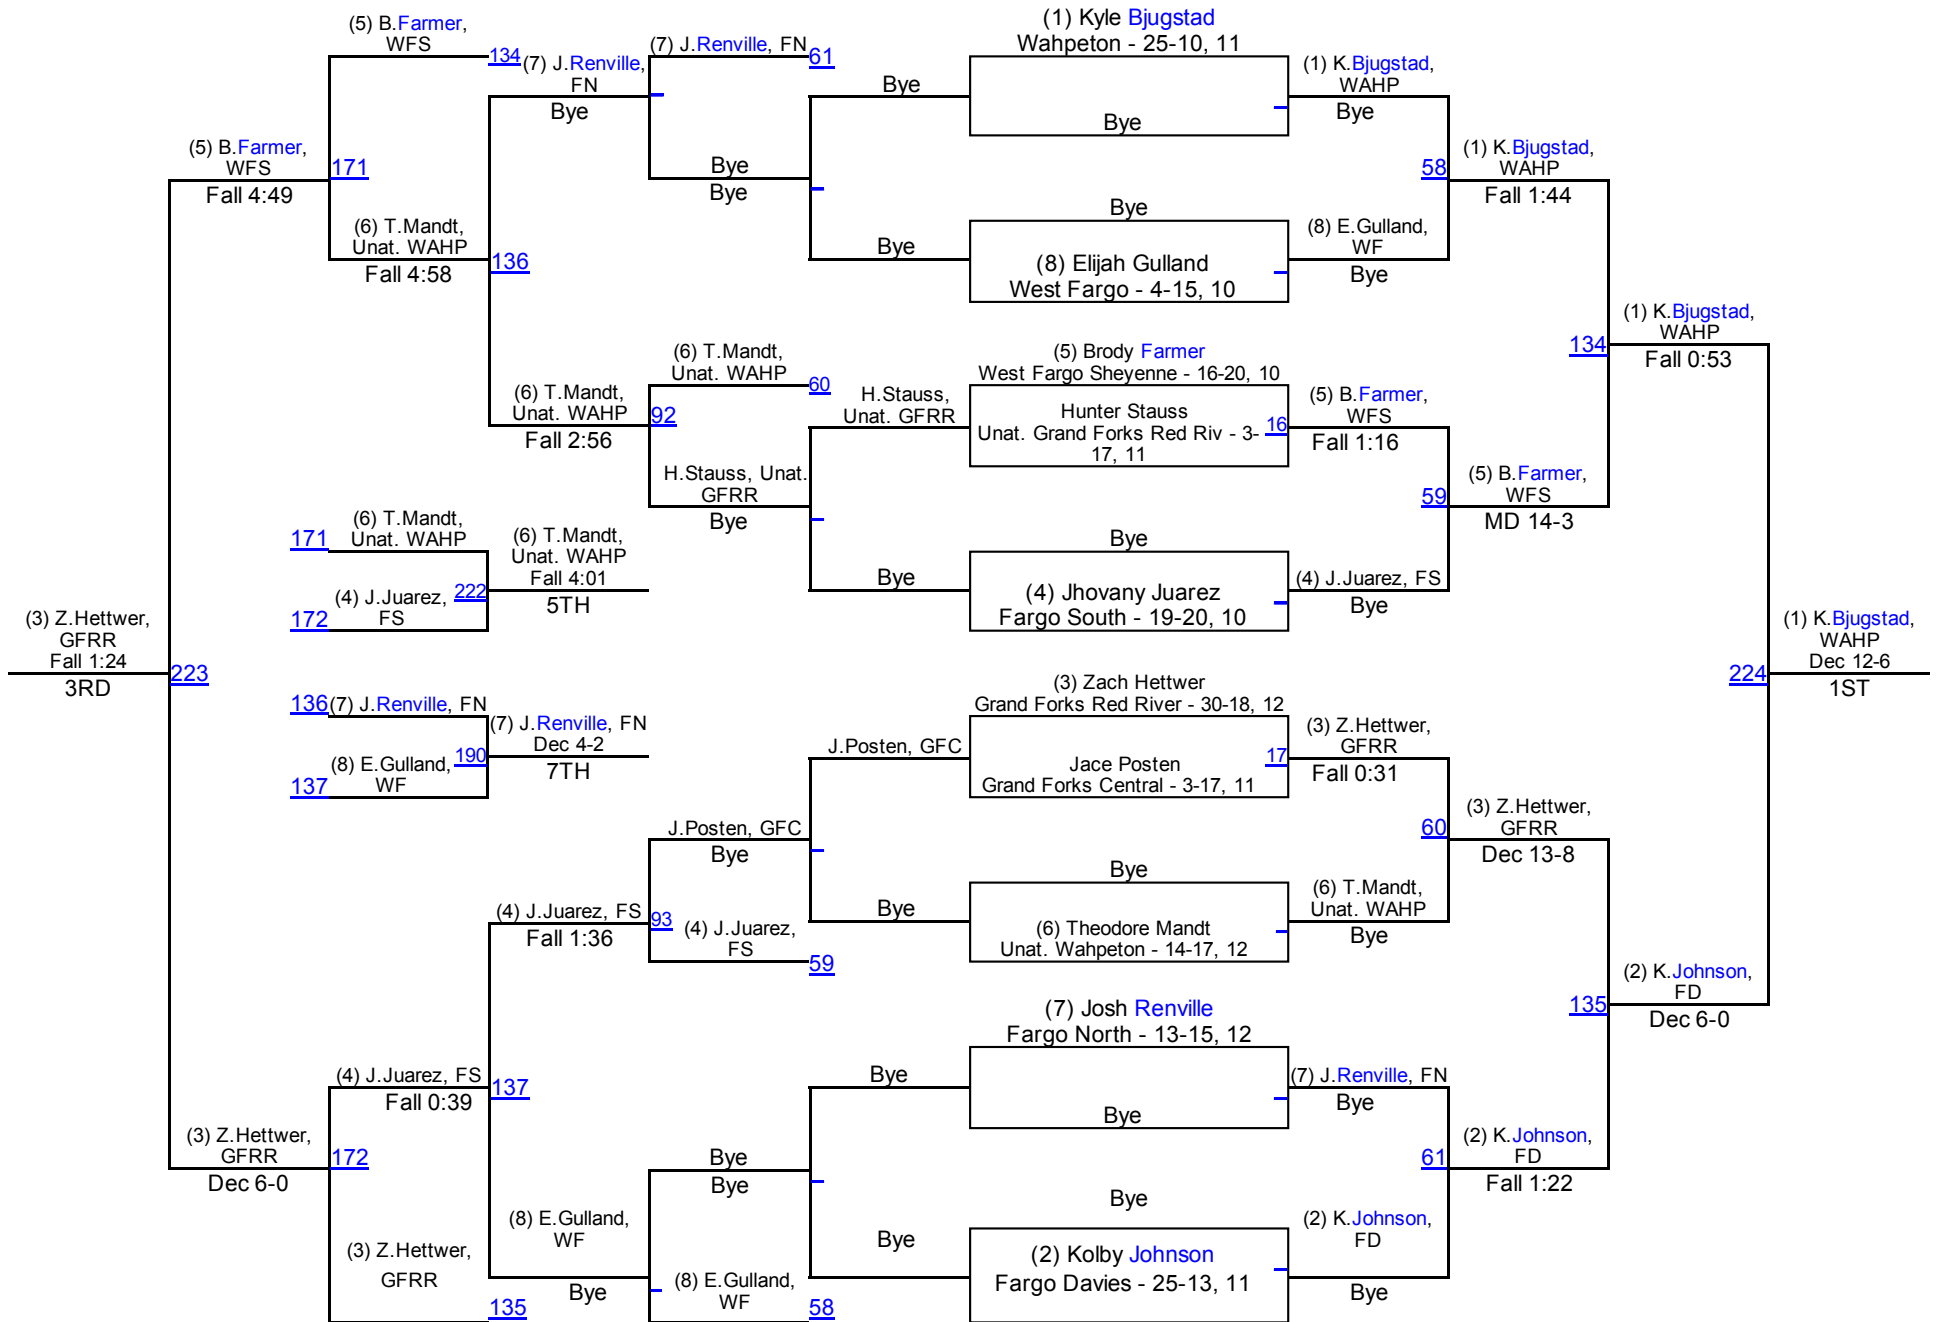 (5) B.Farmer,
WFS
134
(7) J.Renville,
FN
Bye
(7) J.Renville, FN
61
(1) Kyle Bjugstad
Wahpeton - 25-10, 11
Bye
Bye
(1) K.Bjugstad,
WAHP
Bye
(5) B.Farmer,
WFS
Fall 4:49
171
Bye
Bye
58
(1) K.Bjugstad,
WAHP
Fall 1:44
(6) T.Mandt,
Unat. WAHP
Fall 4:58
136
Bye
Bye
(8) Elijah Gulland
West Fargo - 4-15, 10
(8) E.Gulland,
WF
Bye
(1) K.Bjugstad,
WAHP
Fall 0:53
134
(6) T.Mandt,
Unat. WAHP
60
(5) Brody Farmer
West Fargo Sheyenne - 16-20, 10
(6) T.Mandt,
Unat. WAHP
Fall 2:56
92
H.Stauss,
Unat. GFRR
Hunter Stauss
Unat. Grand Forks Red Riv - 3-
17, 11
16
(5) B.Farmer,
WFS
Fall 1:16
H.Stauss, Unat.
GFRR
Bye
59
(5) B.Farmer,
WFS
MD 14-3
171
(6) T.Mandt,
Unat. WAHP
(6) T.Mandt,
Unat. WAHP
Fall 4:01
5TH
222
172
(4) J.Juarez,
FS
Bye
Bye
(4) Jhovany Juarez
Fargo South - 19-20, 10
(4) J.Juarez, FS
Bye
(3) Z.Hettwer,
GFRR
Fall 1:24
3RD
223
224
(1) K.Bjugstad,
WAHP
Dec 12-6
1ST
136
(7) J.Renville, FN
(7) J.Renville, FN
Dec 4-2
7TH
190
137
(8) E.Gulland,
WF
(3) Zach Hettwer
Grand Forks Red River - 30-18, 12
J.Posten, GFC
Jace Posten
Grand Forks Central - 3-17, 11
17
(3) Z.Hettwer,
GFRR
Fall 0:31
J.Posten, GFC
Bye
60
(3) Z.Hettwer,
GFRR
Dec 13-8
(4) J.Juarez, FS
Fall 1:36
93
(4) J.Juarez,
FS
59
Bye
Bye
(6) Theodore Mandt
Unat. Wahpeton - 14-17, 12
(6) T.Mandt,
Unat. WAHP
Bye
135
(2) K.Johnson,
FD
Dec 6-0
(7) Josh Renville
Fargo North - 13-15, 12
(4) J.Juarez, FS
Fall 0:39
137
Bye
Bye
(7) J.Renville, FN
Bye
(3) Z.Hettwer,
GFRR
Dec 6-0
172
Bye
Bye
61
(2) K.Johnson,
FD
Fall 1:22
(8) E.Gulland,
WF
Bye
Bye
Bye
(2) Kolby Johnson
Fargo Davies - 25-13, 11
(2) K.Johnson,
FD
Bye
(3) Z.Hettwer,
GFRR
135
(8) E.Gulland,
WF
58